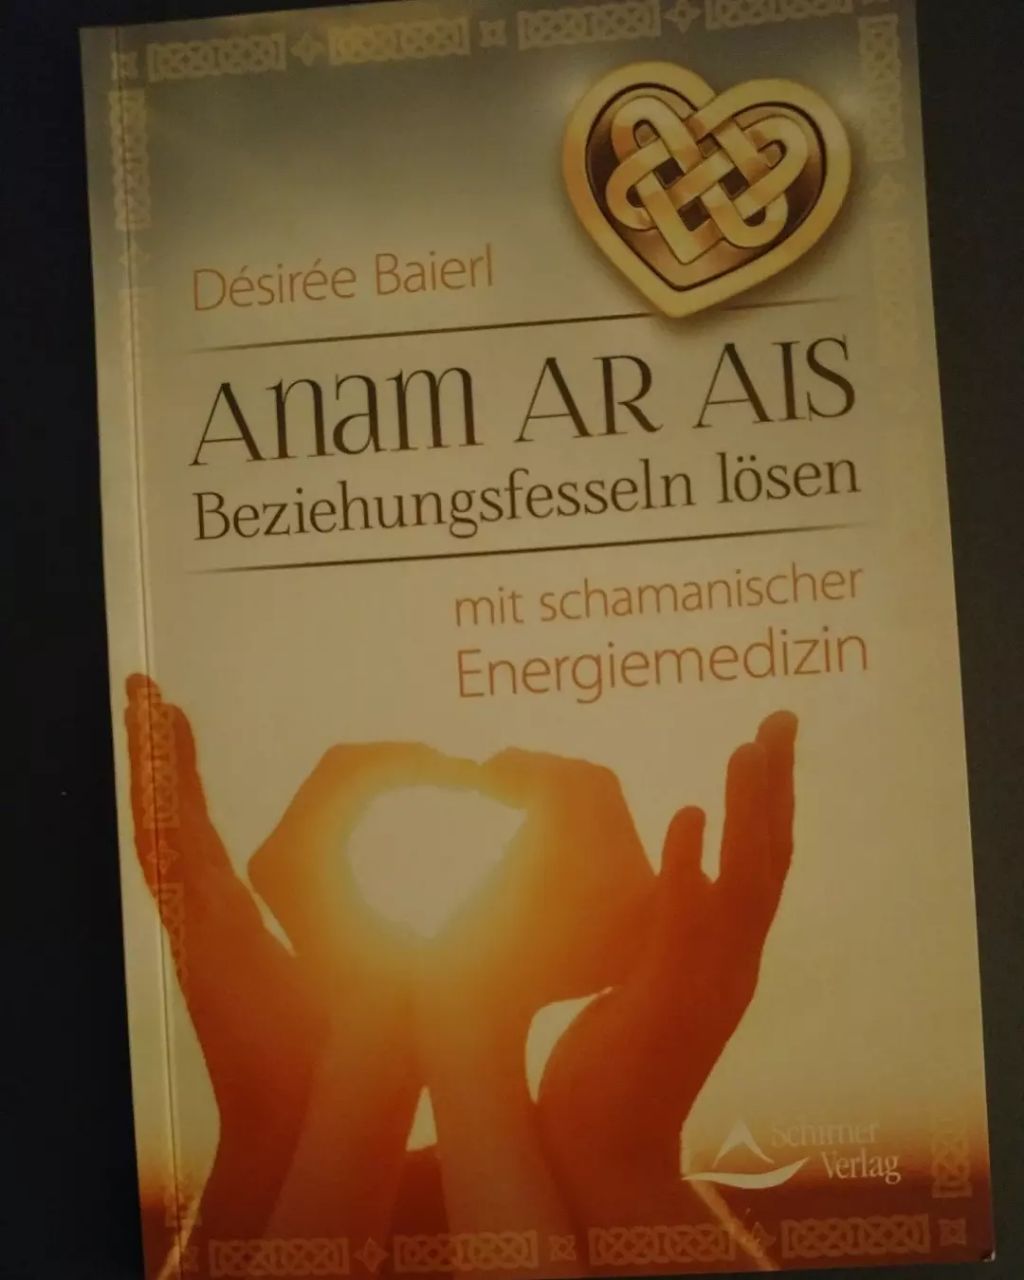 Désirée Baierl
Anam AR AIS
Beziehungsfesseln lösen
mit schamanischer
Energiemedizin
Schirner
Verlag